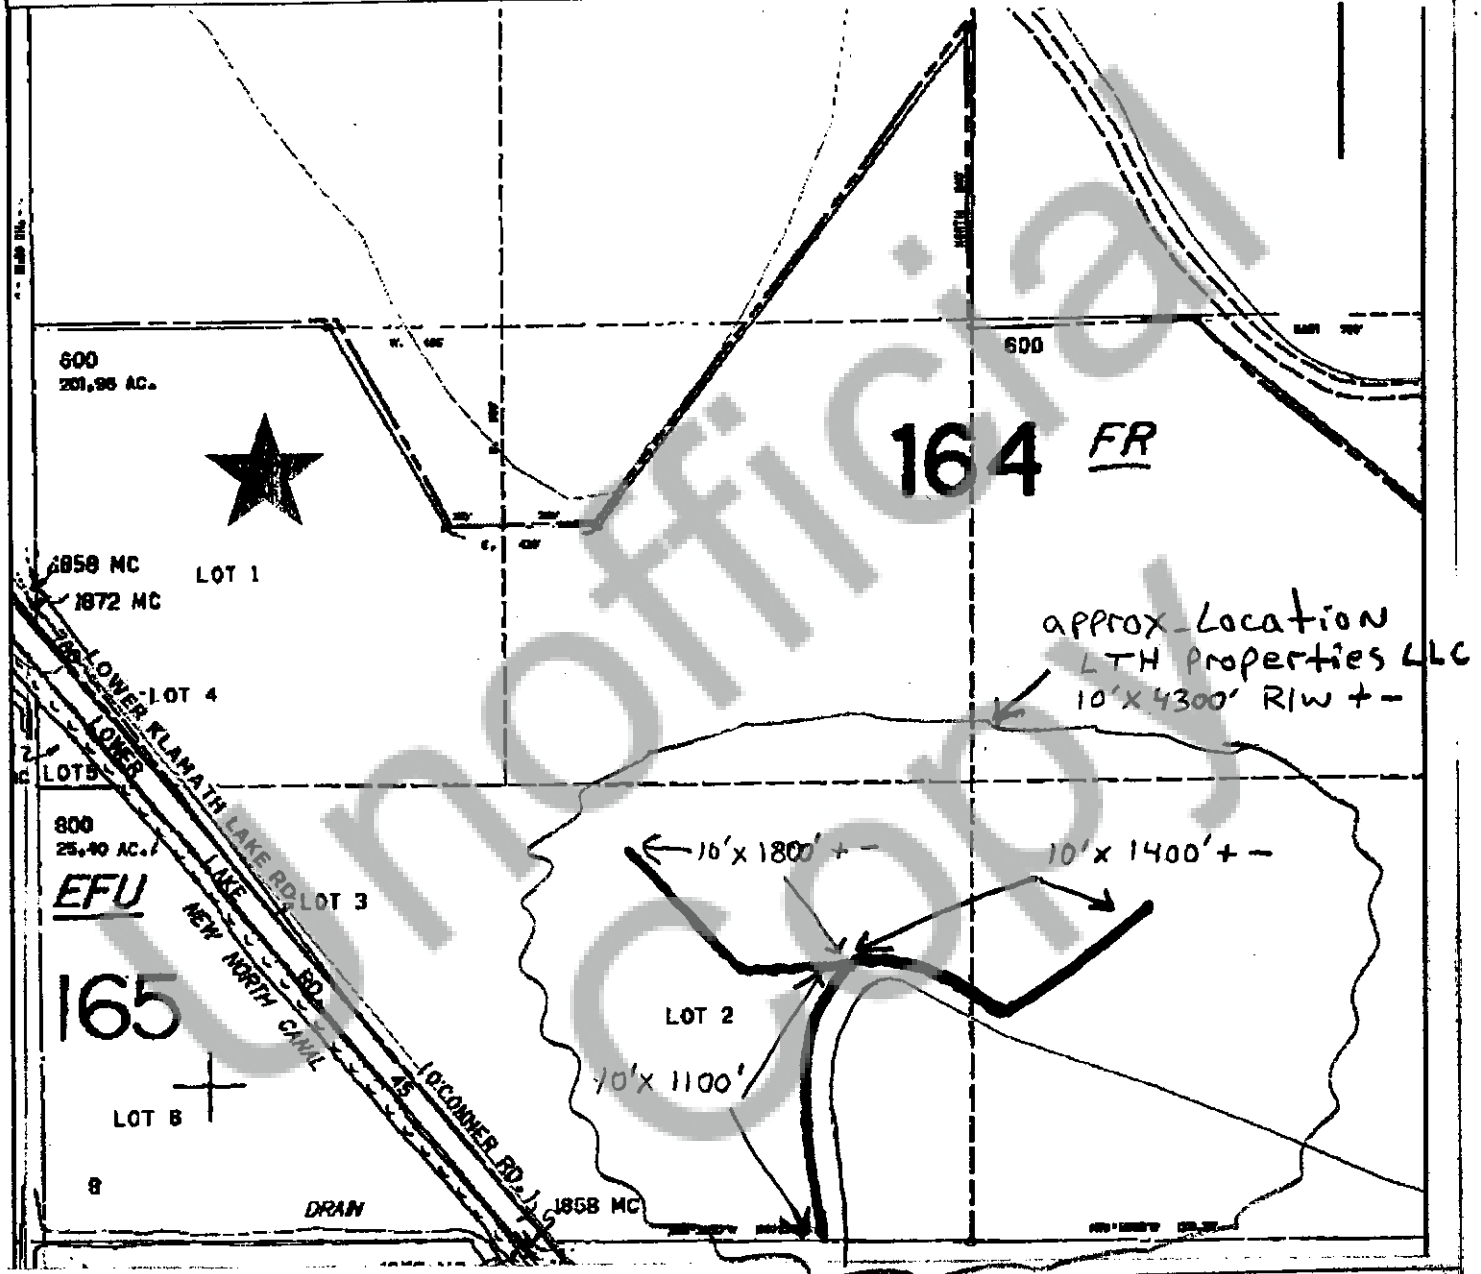 600
201.96 AC.
W. 495'
600
164 FR
LOT 1
1858 MC
1872 MC
approx Location
LTH Properties LLC
10' X 4300' R/W + -
LOT 4
LOWER KLAMATH LAKE RD.
LOWER LAKE RD.
LOT 5
800
25.40 AC.
EFU
10' X 1800' + -
10' X 1400' + -
LOT 3
NEW NORTH CANAL
165
LOT 2
10' X 1100'
45
(O'CONNER RD.)
LOT 6
8
DRAIN
1858 MC
Unofficial
Copy